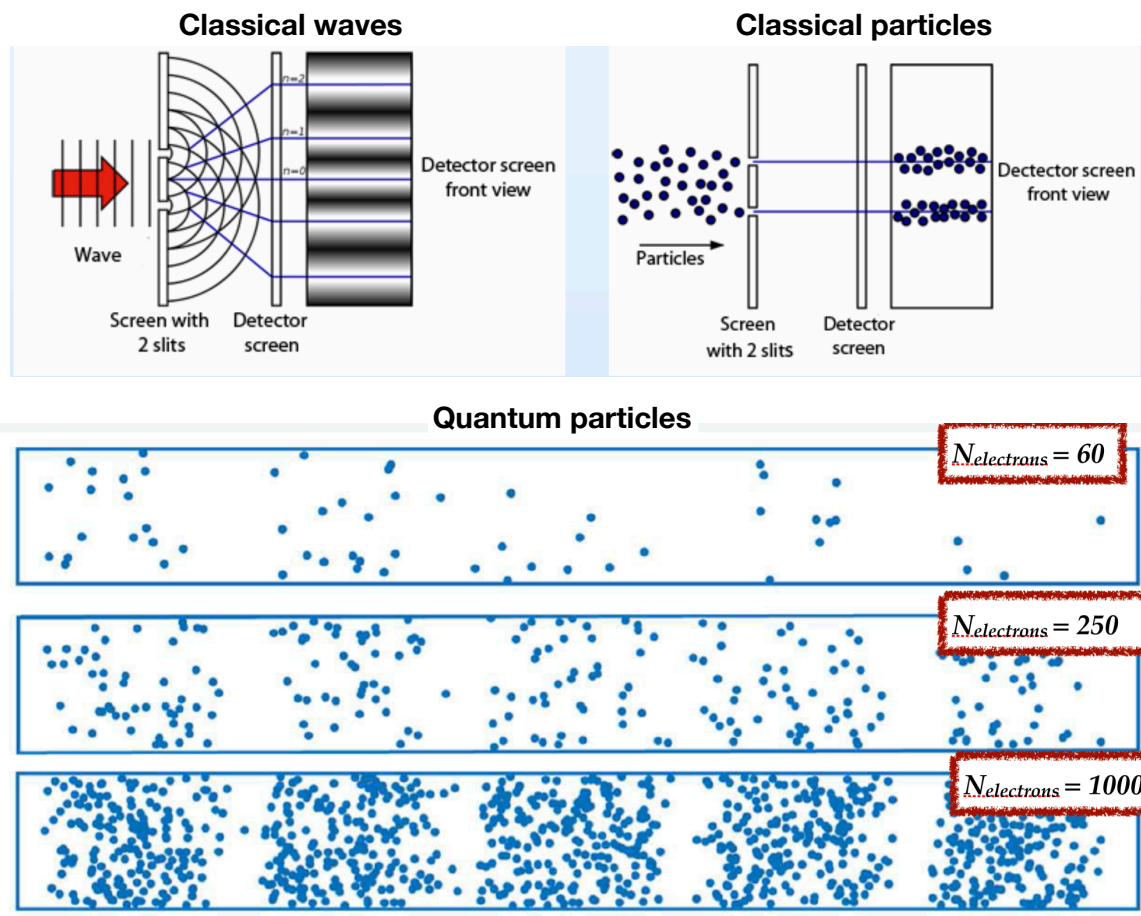 Classical waves
Classical particles
n=2
n=1
n=0
Detector screen
front view
Wave
Screen with
2 slits
Detector
screen
Dectector screen
front view
Particles
Screen
with 2 slits
Detector
screen
Quantum particles
Nelectrons = 60
Nelectrons = 250
Nelectrons = 1000